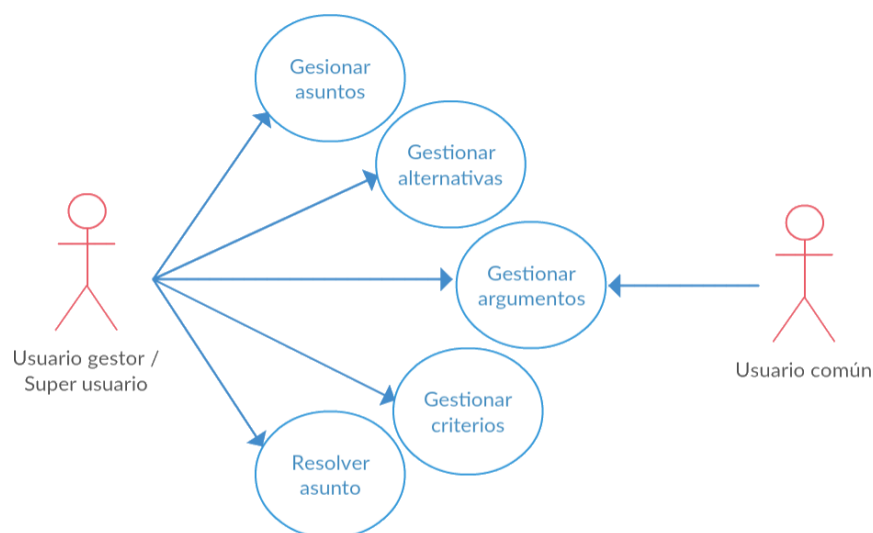 Gesionar
asuntos
Gestionar
alternativas
Gestionar
argumentos
Usuario gestor /
Super usuario
Usuario común
Gestionar
criterios
Resolver
asunto